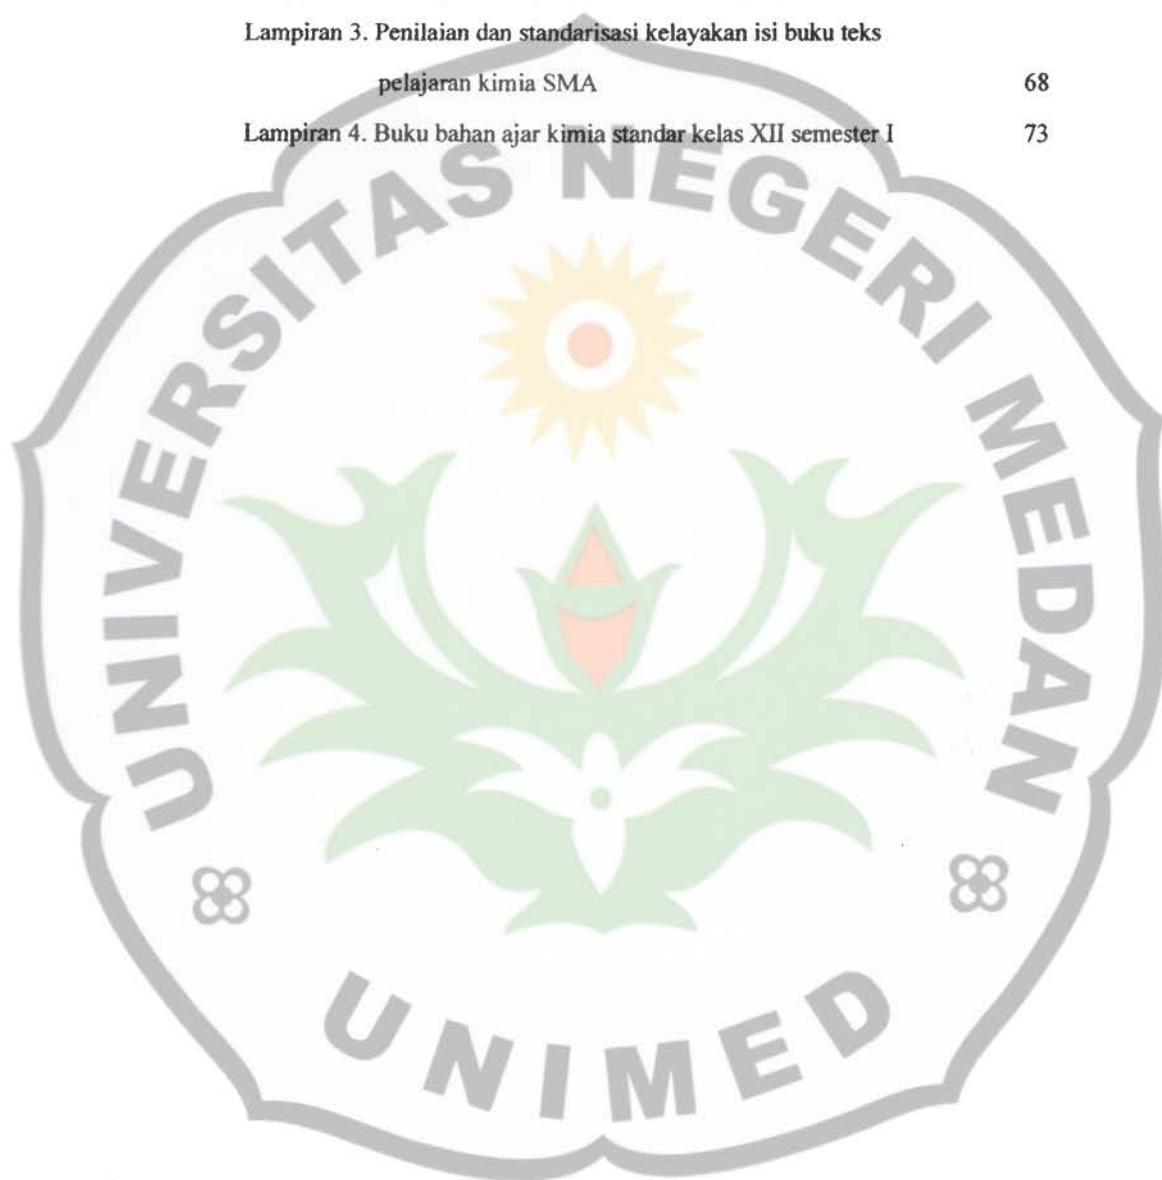 Lampiran 3. Penilaian dan standarisasi kelayakan isi buku teks
pelajaran kimia SMA 68
Lampiran 4. Buku bahan ajar kimia standar kelas XII semester I 73
UNIVERSITAS NEGERI MEDAN
UNIMED